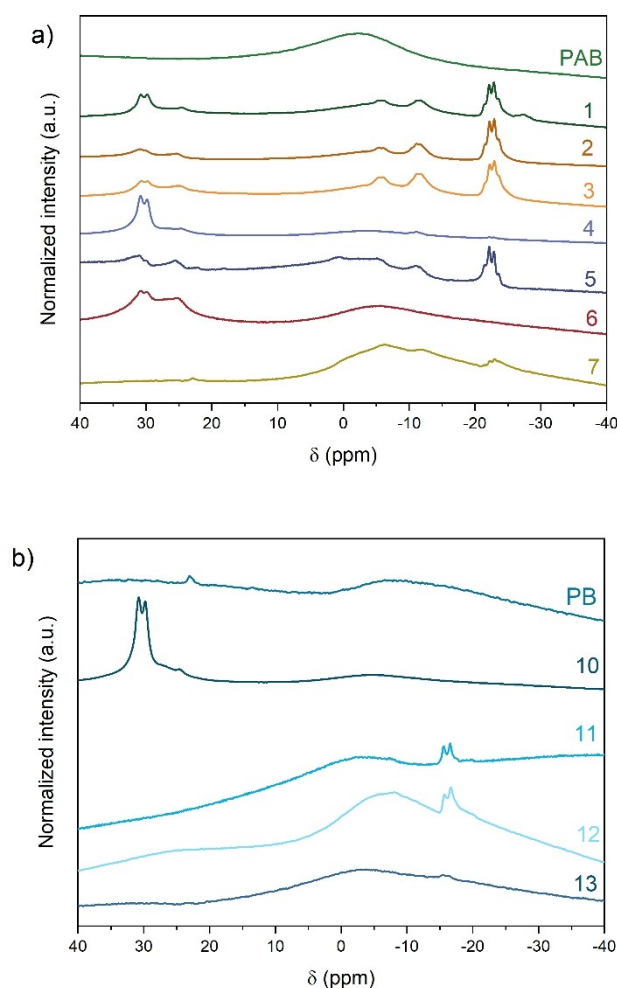 a)
Normalized intensity (a.u.)
PAB
1
2
3
4
5
6
7
40 30 20 10 0 -10 -20 -30 -40
δ (ppm)
b)
Normalized intensity (a.u.)
PB
10
11
12
13
40 30 20 10 0 -10 -20 -30 -40
δ (ppm)